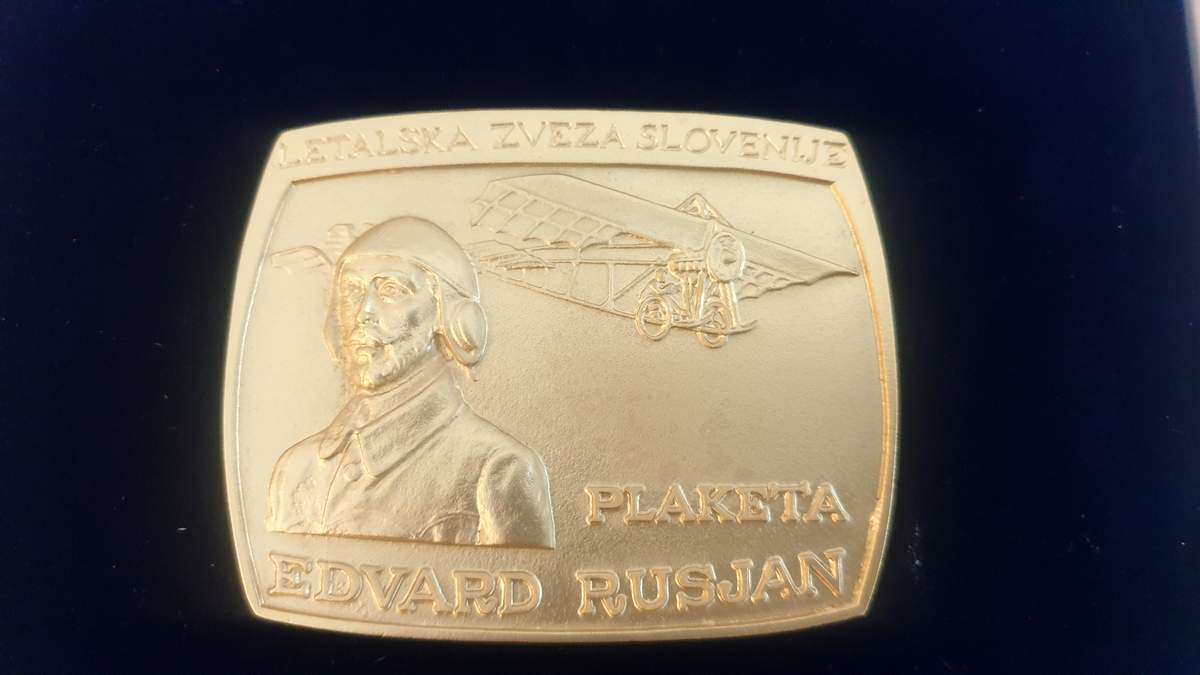 LETALSKA ZVEZA SLOVENIJE
PLAKETA
EDVARD RUSJAN